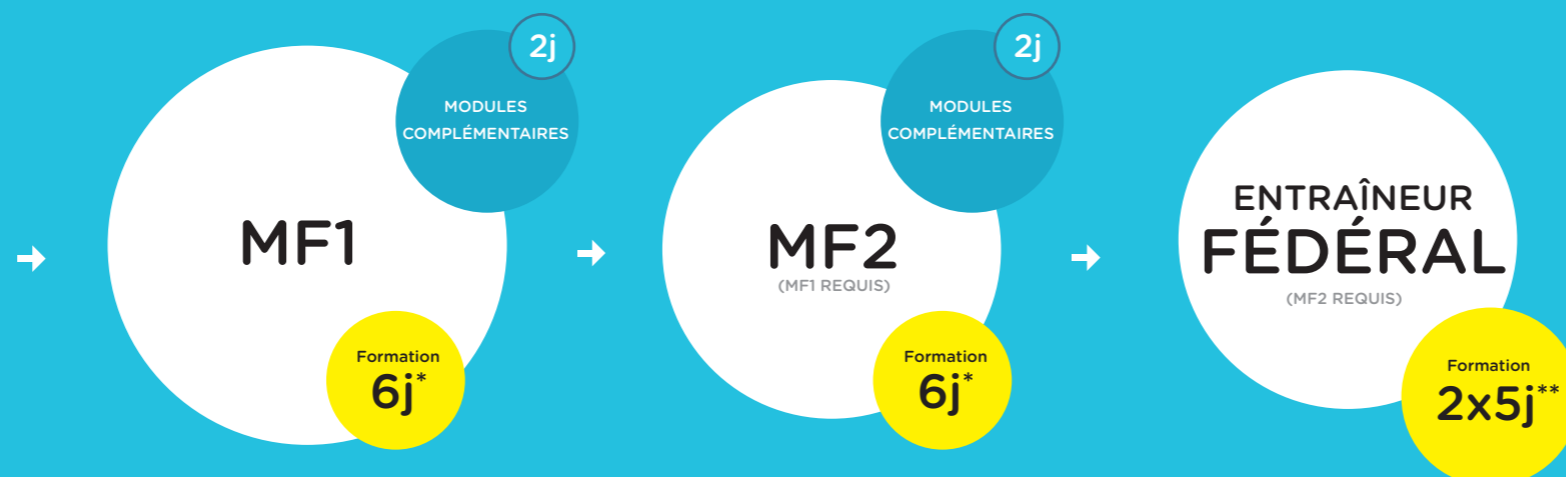 2j
MODULES
COMPLÉMENTAIRES
MF1
Formation
6j*
2j
MODULES
COMPLÉMENTAIRES
MF2
(MF1 REQUIS)
Formation
6j*
ENTRAÎNEUR
FÉDÉRAL
(MF2 REQUIS)
Formation
2x5j**